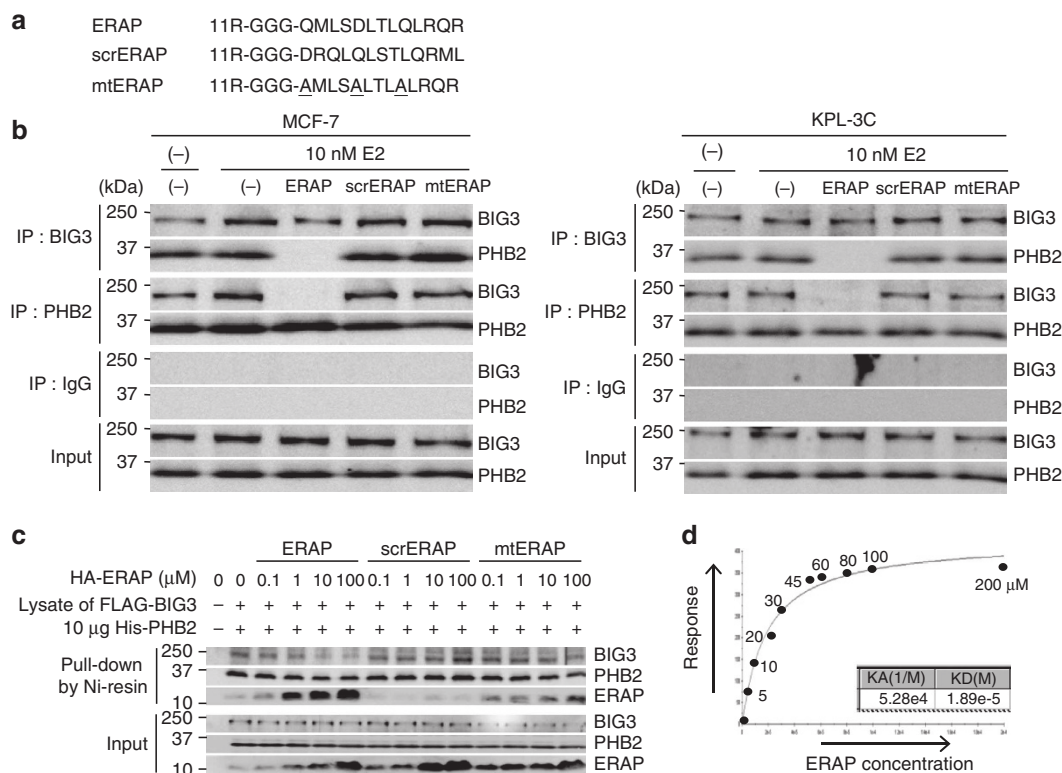 a
ERAP 11R-GGG-QMLSDLTLQLRQR
scrERAP 11R-GGG-DRQLQLSTLQRML
mtERAP 11R-GGG-AMLSALTLALRQR
b
MCF-7
(–) 10 nM E2
(kDa) (–) (–) ERAP scrERAP mtERAP
IP : BIG3
250 BIG3
37 PHB2
IP : PHB2
250 BIG3
37 PHB2
IP : IgG
250 BIG3
37 PHB2
Input
250 BIG3
37 PHB2
KPL-3C
(–) 10 nM E2
(kDa) (–) (–) ERAP scrERAP mtERAP
IP : BIG3
250 BIG3
37 PHB2
IP : PHB2
250 BIG3
37 PHB2
IP : IgG
250 BIG3
37 PHB2
Input
250 BIG3
37 PHB2
c
ERAP scrERAP mtERAP
HA-ERAP (μM) 0 0 0.1 1 10 100 0.1 1 10 100 0.1 1 10 100
Lysate of FLAG-BIG3 – + + + + + + + + + + + + +
10 μg His-PHB2 – + + + + + + + + + + + + +
Pull-down by Ni-resin
250 BIG3
37 PHB2
10 ERAP
Input
250 BIG3
37 PHB2
10 ERAP
d
Response
5
10
20
30
45
60
80
100
200 μM
KA(1/M) KD(M)
5.28e4 1.89e-5
ERAP concentration